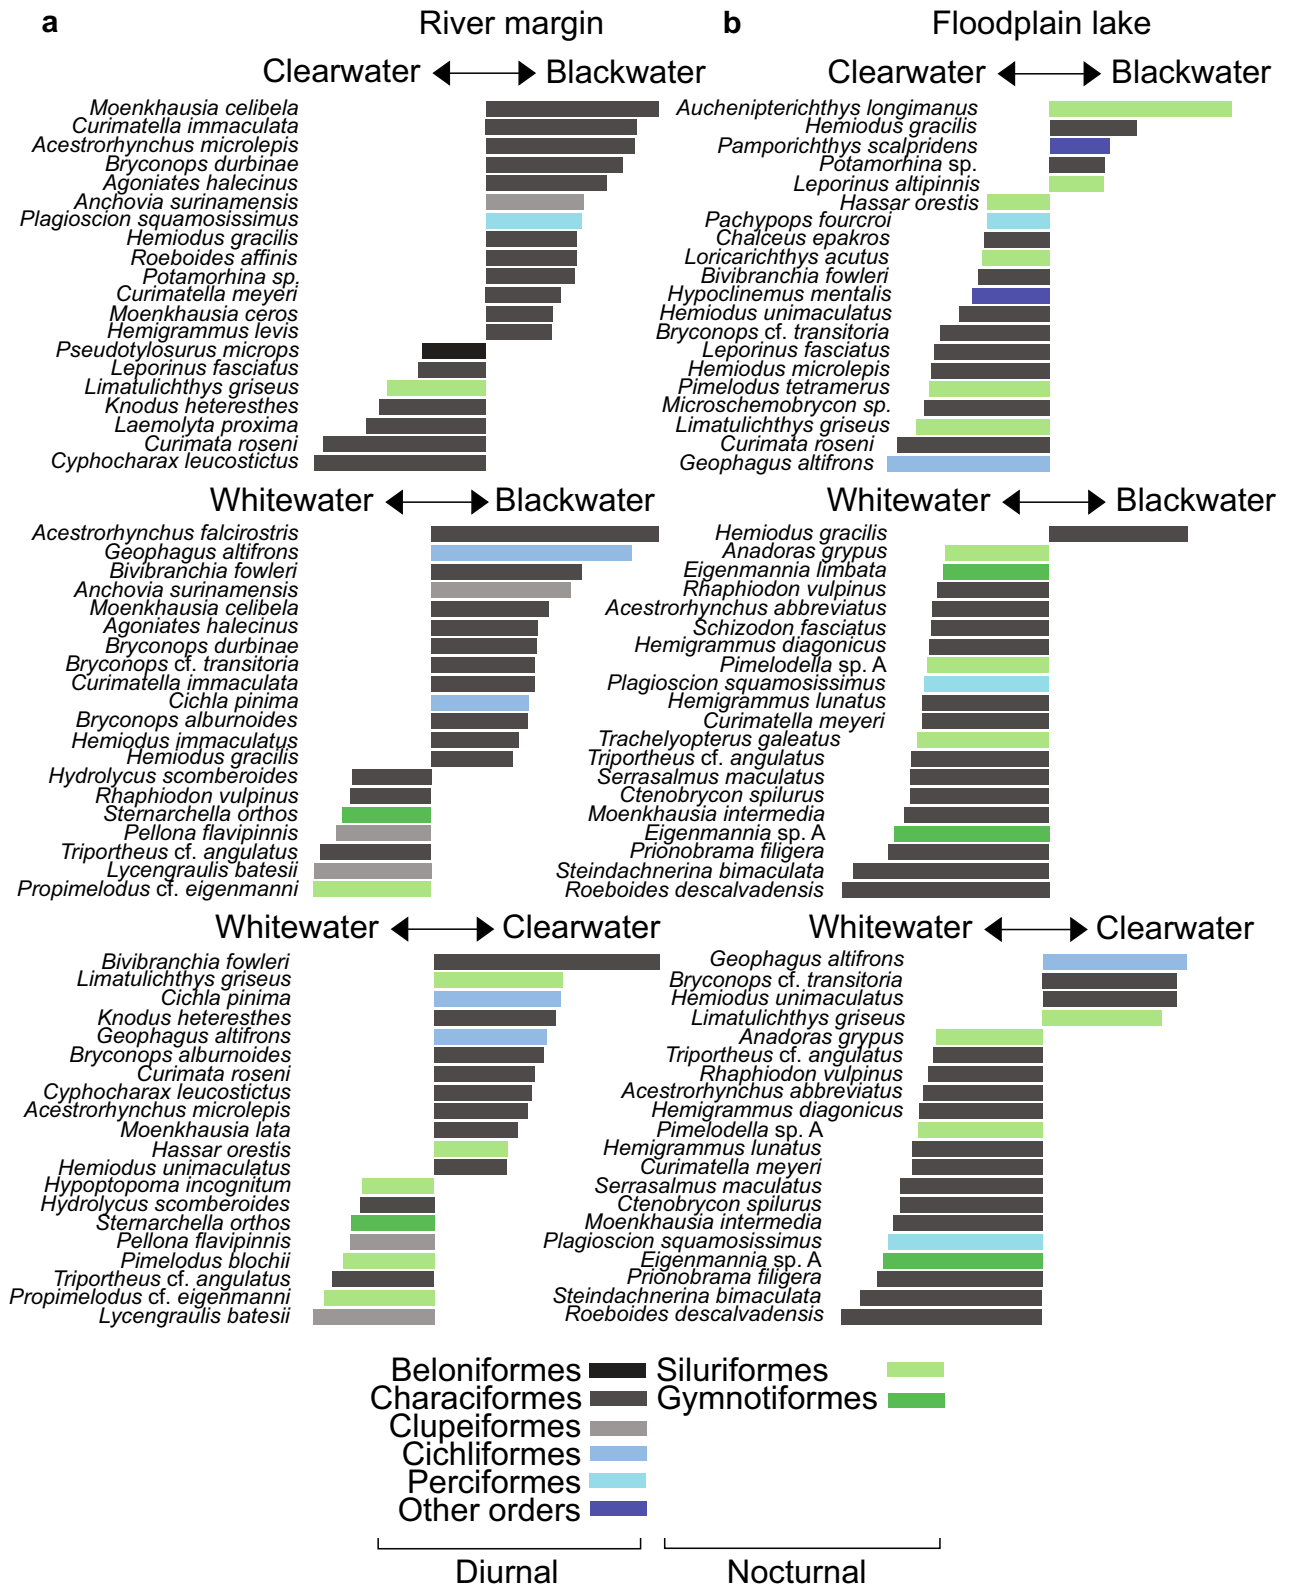 a River margin
Clearwater Blackwater
Moenkhausia celibela
Curimatella immaculata
Acestrorhynchus microlepis
Bryconops durbinae
Agoniates halecinus
Anchovia surinamensis
Plagioscion squamosissimus
Hemiodus gracilis
Roeboides affinis
Potamorhina sp.
Curimatella meyeri
Moenkhausia ceros
Hemigrammus levis
Pseudotylosurus microps
Leporinus fasciatus
Limatulichthys griseus
Knodus heteresthes
Laemolyta proxima
Curimata roseni
Cyphocharax leucostictus
Whitewater Blackwater
Acestrorhynchus falcirostris
Geophagus altifrons
Bivibranchia fowleri
Anchovia surinamensis
Moenkhausia celibela
Agoniates halecinus
Bryconops durbinae
Bryconops cf. transitoria
Curimatella immaculata
Cichla pinima
Bryconops alburnoides
Hemiodus immaculatus
Hemiodus gracilis
Hydrolycus scomberoides
Rhaphiodon vulpinus
Sternarchella orthos
Pellona flavipinnis
Triportheus cf. angulatus
Lycengraulis batesii
Propimelodus cf. eigenmanni
Whitewater Clearwater
Bivibranchia fowleri
Limatulichthys griseus
Cichla pinima
Knodus heteresthes
Geophagus altifrons
Bryconops alburnoides
Curimata roseni
Cyphocharax leucostictus
Acestrorhynchus microlepis
Moenkhausia lata
Hassar orestis
Hemiodus unimaculatus
Hypoptopoma incognitum
Hydrolycus scomberoides
Sternarchella orthos
Pellona flavipinnis
Pimelodus blochii
Triportheus cf. angulatus
Propimelodus cf. eigenmanni
Lycengraulis batesii
b Floodplain lake
Clearwater Blackwater
Auchenipterichthys longimanus
Hemiodus gracilis
Pamporichthys scalpridens
Potamorhina sp.
Leporinus altipinnis
Hassar orestis
Pachypops fourcroi
Chalceus epakros
Loricarichthys acutus
Bivibranchia fowleri
Hypoclinemus mentalis
Hemiodus unimaculatus
Bryconops cf. transitoria
Leporinus fasciatus
Hemiodus microlepis
Pimelodus tetramerus
Microschemobrycon sp.
Limatulichthys griseus
Curimata roseni
Geophagus altifrons
Whitewater Blackwater
Hemiodus gracilis
Anadoras grypus
Eigenmannia limbata
Rhaphiodon vulpinus
Acestrorhynchus abbreviatus
Schizodon fasciatus
Hemigrammus diagonicus
Pimelodella sp. A
Plagioscion squamosissimus
Hemigrammus lunatus
Curimatella meyeri
Trachelyopterus galeatus
Triportheus cf. angulatus
Serrasalmus maculatus
Ctenobrycon spilurus
Moenkhausia intermedia
Eigenmannia sp. A
Prionobrama filigera
Steindachnerina bimaculata
Roeboides descalvadensis
Whitewater Clearwater
Geophagus altifrons
Bryconops cf. transitoria
Hemiodus unimaculatus
Limatulichthys griseus
Anadoras grypus
Triportheus cf. angulatus
Rhaphiodon vulpinus
Acestrorhynchus abbreviatus
Hemigrammus diagonicus
Pimelodella sp. A
Hemigrammus lunatus
Curimatella meyeri
Serrasalmus maculatus
Ctenobrycon spilurus
Moenkhausia intermedia
Plagioscion squamosissimus
Eigenmannia sp. A
Prionobrama filigera
Steindachnerina bimaculata
Roeboides descalvadensis
Beloniformes
Characiformes
Clupeiformes
Cichliformes
Perciformes
Other orders
Diurnal
Siluriformes
Gymnotiformes
Nocturnal